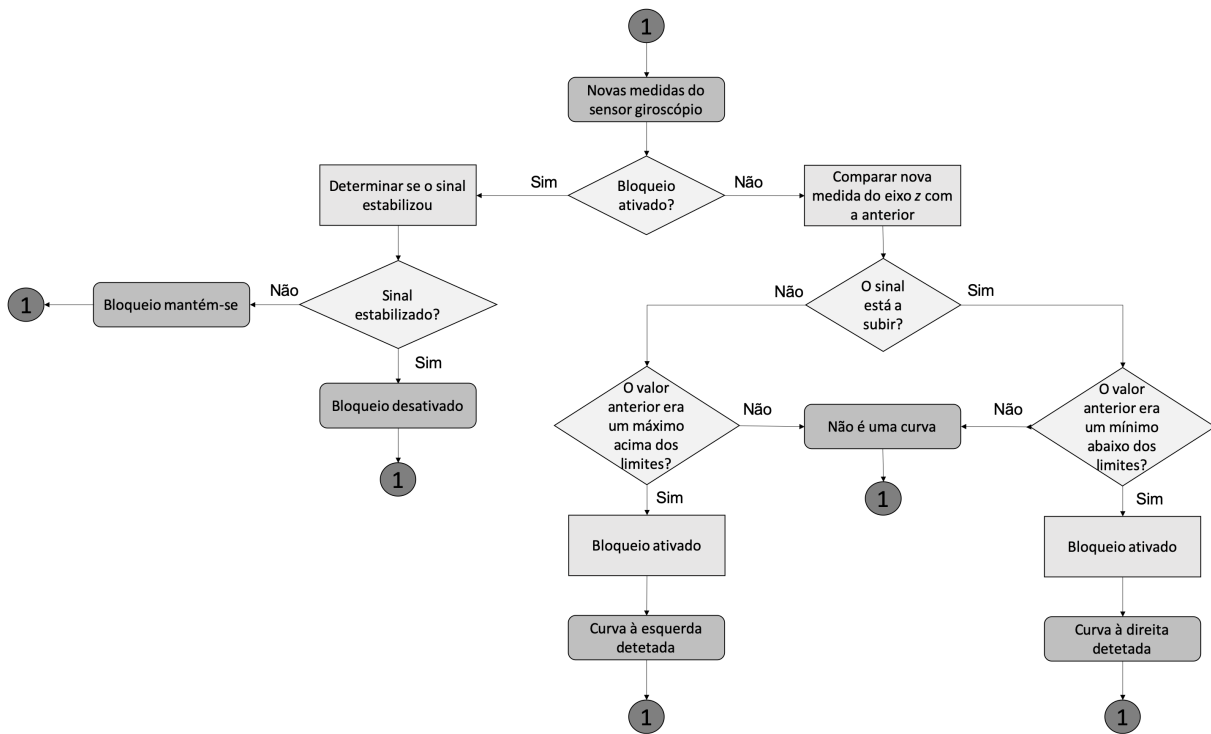 1
Novas medidas do
sensor giroscópio
Bloqueio
ativado?
Sim
Não
Determinar se o sinal
estabilizou
Comparar nova
medida do eixo z com
a anterior
Sinal
estabilizado?
Não
Bloqueio mantém-se
1
Sim
Bloqueio desativado
1
O sinal
está a
subir?
Não
Sim
O valor
anterior era
um máximo
acima dos
limites?
Não
Não é uma curva
1
Não
O valor
anterior era
um mínimo
abaixo dos
limites?
Sim
Bloqueio ativado
Curva à esquerda
detetada
1
Sim
Bloqueio ativado
Curva à direita
detetada
1